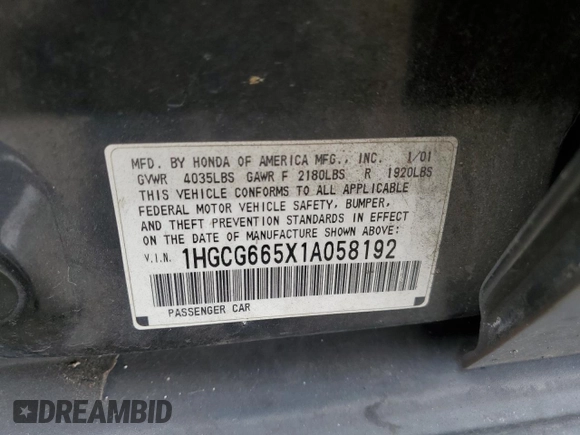 MFD. BY HONDA OF AMERICA MFG., INC. 1/01
GVWR 4035LBS GAWR F 2180LBS R 1920LBS
THIS VEHICLE CONFORMS TO ALL APPLICABLE
FEDERAL MOTOR VEHICLE SAFETY, BUMPER,
AND THEFT PREVENTION STANDARDS IN EFFECT
ON THE DATE OF MANUFACTURE SHOWN ABOVE:
V.I.N. 1HGCG665X1A058192
PASSENGER CAR
DREAMBID